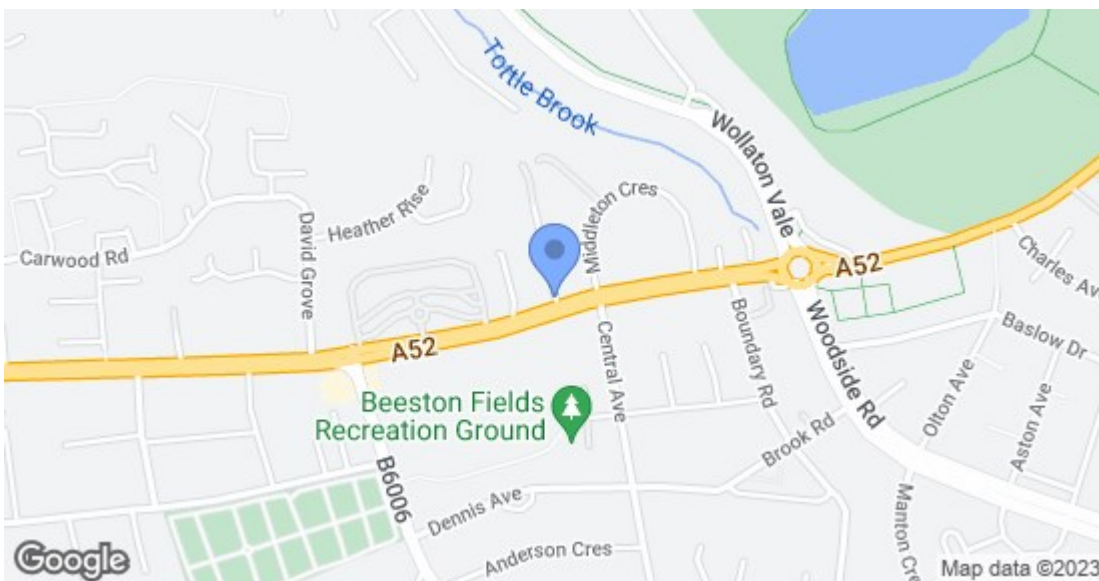 Tottle Brook
Wollaton Vale
Middleton Cres
Heather Rise
David Grove
Carwood Rd
A52
Charles Av
A52
Boundary Rd
Central Ave
Woodside Rd
Baslow Dr
Olton Ave
Aston Ave
Beeston Fields
Recreation Ground
Brook Rd
B6006
Dennis Ave
Manton Cre
Anderson Cres
Google
Map data ©2023